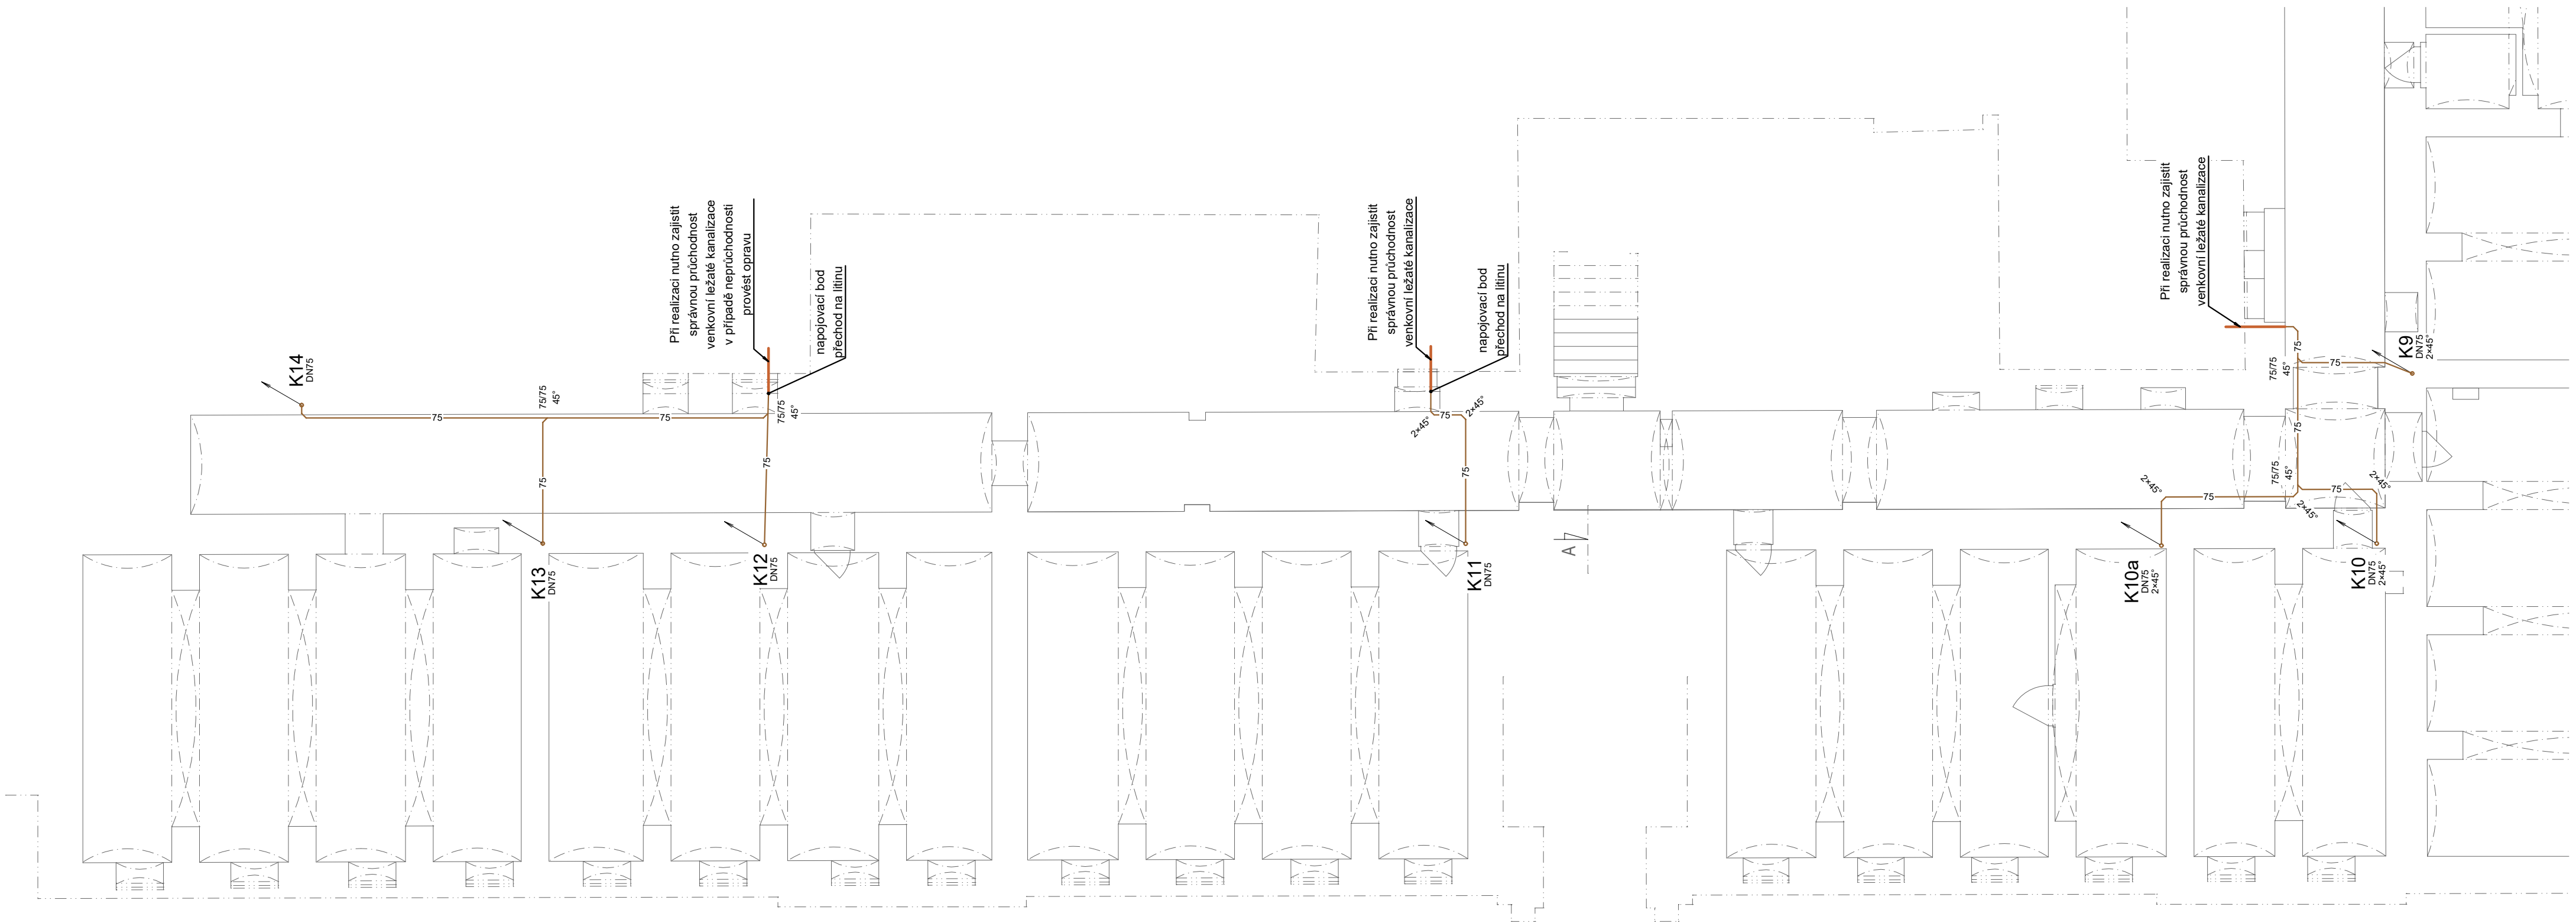 K14
DN75
75
75/75
45°
75
75
K13
DN75
Při realizaci nutno zajistit
správnou průchodnost
venkovní ležaté kanalizace
v případě neprůchodnosti
provést opravu
napojovací bod
přechod na litinu
75/75
45°
75
K12
DN75
Při realizaci nutno zajistit
správnou průchodnost
venkovní ležaté kanalizace
napojovací bod
přechod na litinu
2×45°
75
2×45°
75
K11
DN75
A
Při realizaci nutno zajistit
správnou průchodnost
venkovní ležaté kanalizace
75
75/75
45°
75
K9
DN75
2×45°
75
75/75
45°
2×45°
75
2×45°
75
2×45°
K10a
DN75
2×45°
K10
DN75
2×45°